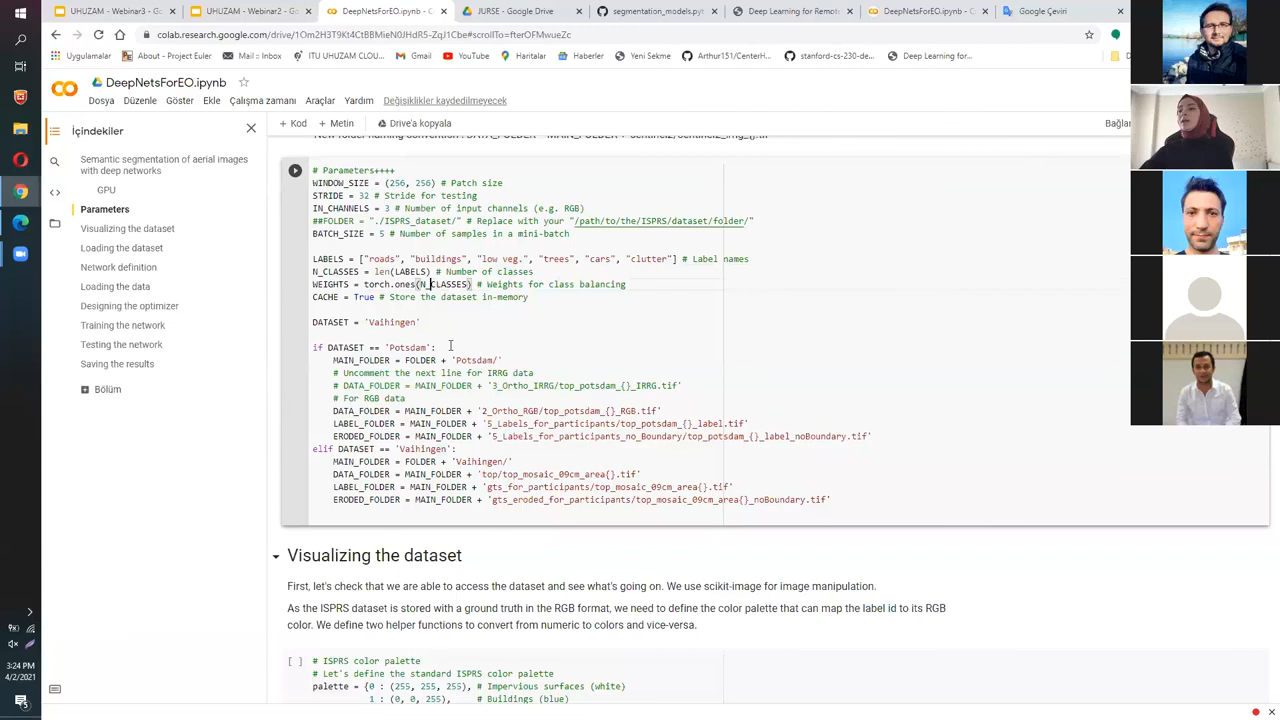 UHUZAM - Webinar3 - G
UHUZAM - Webinar2 - G
DeepNetsForEO.ipynb - C
JURSE - Google Drive
segmentation_models.py
Deep Learning for Remot
DeepNetsForEO.ipynb - C
Google Çeviri
colab.research.google.com/drive/
Uygulamalar
About
Mail :: Inbox
ITU UHUZAM CLOUD
Gmail
YouTube
Haritalar
Haberler
Yeni Sekme
Arthur151/CenterH...
stanford-cs-230-de...
Deep Learning for...
DeepNetsForEO.ipynb
Dosya Düzenle Göster Ekle Çalışma zamanı Araçlar Yardım Değişiklikler kaydedilmeyecek
+ Kod + Metin Drive'a kopyala
Bağlan
İçindekiler
Semantic segmentation of aerial images
with deep networks
GPU
Parameters
Visualizing the dataset
Loading the dataset
Network definition
Loading the data
Designing the optimizer
Training the network
Testing the network
Saving the results
Bölüm
# Parameters++++
WINDOW_SIZE = (256, 256) # Patch size
STRIDE = 32 # Stride for testing
IN_CHANNELS = 3 # Number of input channels (e.g. RGB)
##FOLDER = "./ISPRS_dataset/" # Replace with your "/path/to/the/ISPRS/dataset/folder/"
BATCH_SIZE = 5 # Number of samples in a mini-batch
LABELS = ["roads", "buildings", "low veg.", "trees", "cars", "clutter"] # Label names
N_CLASSES = len(LABELS) # Number of classes
WEIGHTS = torch.ones(N_CLASSES) # Weights for class balancing
CACHE = True # Store the dataset in-memory
DATASET = 'Vaihingen'
if DATASET == 'Potsdam':
MAIN_FOLDER = FOLDER + 'Potsdam/'
# Uncomment the next line for IRRG data
# DATA_FOLDER = MAIN_FOLDER + '3_Ortho_IRRG/top_potsdam_{}_IRRG.tif'
# For RGB data
DATA_FOLDER = MAIN_FOLDER + '2_Ortho_RGB/top_potsdam_{}_RGB.tif'
LABEL_FOLDER = MAIN_FOLDER + '5_Labels_for_participants/top_potsdam_{}_label.tif'
ERODED_FOLDER = MAIN_FOLDER + '5_Labels_for_participants_no_Boundary/top_potsdam_{}_label_noBoundary.tif'
elif DATASET == 'Vaihingen':
MAIN_FOLDER = FOLDER + 'Vaihingen/'
DATA_FOLDER = MAIN_FOLDER + 'top/top_mosaic_09cm_area{}.tif'
LABEL_FOLDER = MAIN_FOLDER + 'gts_for_participants/top_mosaic_09cm_area{}.tif'
ERODED_FOLDER = MAIN_FOLDER + 'gts_eroded_for_participants/top_mosaic_09cm_area{}_noBoundary.tif'
Visualizing the dataset
First, let's check that we are able to access the dataset and see what's going on. We use scikit-image for image manipulation.
As the ISPRS dataset is stored with a ground truth in the RGB format, we need to define the color palette that can map the label id to its RGB
color. We define two helper functions to convert from numeric to colors and vice-versa.
[ ] # ISPRS color palette
# Let's define the standard ISPRS color palette
palette = {0 : (255, 255, 255), # Impervious surfaces (white)
1 : (0, 0, 255), # Buildings (blue)
3:24 PM
4/2/2021